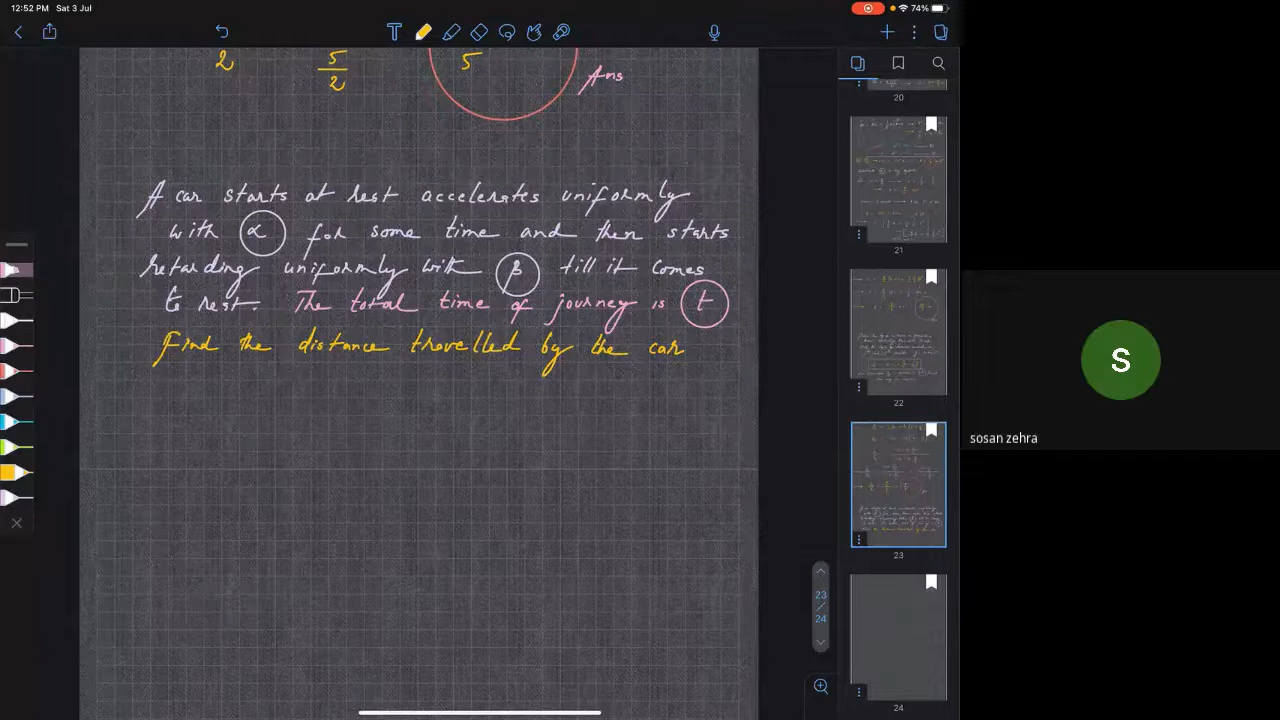 12:52 PM Sat 3 Jul
74%
T
2
5
2
5
Ans
A car starts at rest accelerates uniformly
with α for some time and then starts
retarding uniformly with β till it comes
to rest. The total time of journey is t
Find the distance travelled by the car
20
21
22
23
24
23
/
24
S
sosan zehra